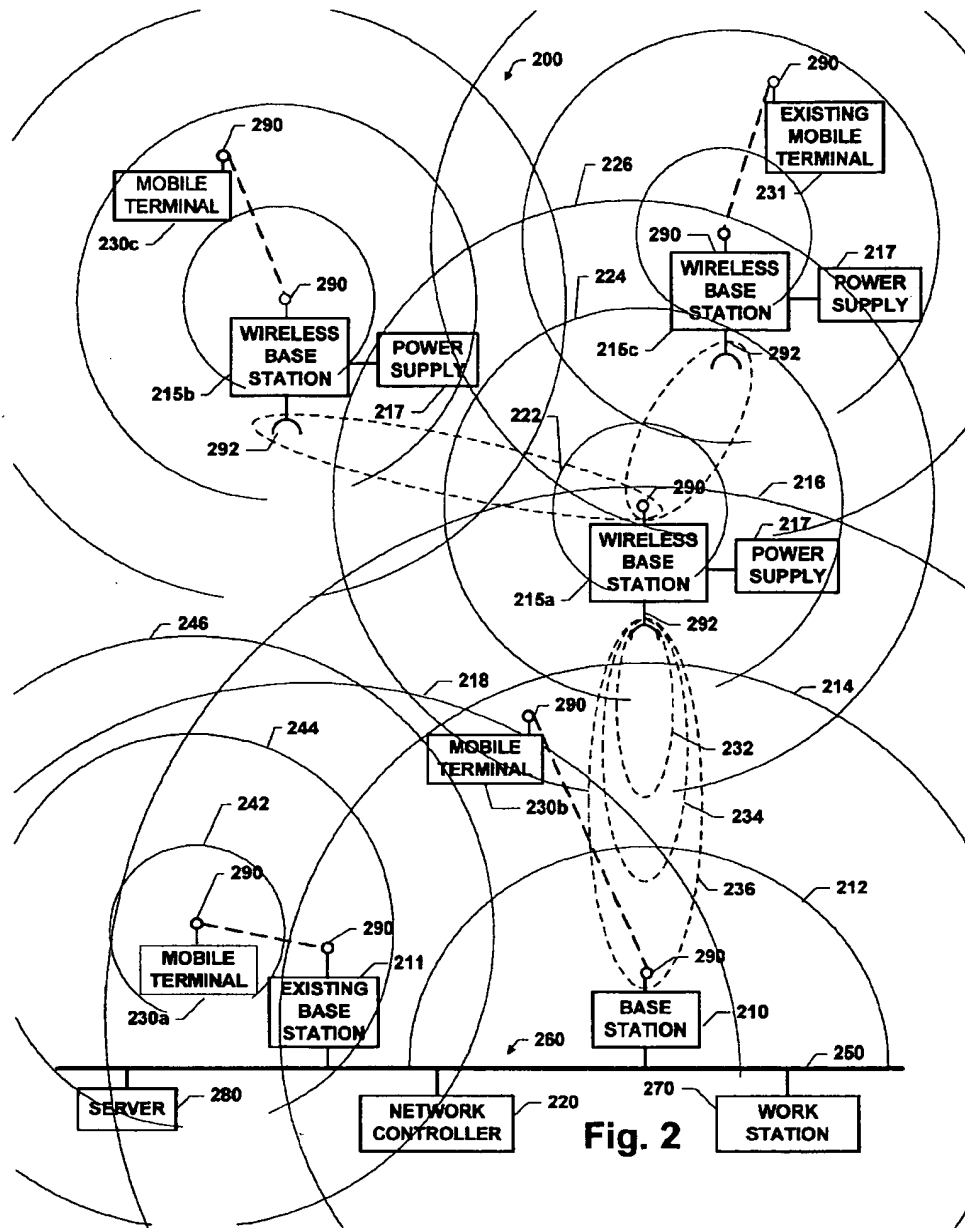 200
290
EXISTING
MOBILE
TERMINAL
231
290
MOBILE
TERMINAL
230c
226
290
WIRELESS
BASE
STATION
215c
217
POWER
SUPPLY
290
WIRELESS
BASE
STATION
215b
POWER
SUPPLY
217
224
292
292
222
290
216
WIRELESS
BASE
STATION
215a
217
POWER
SUPPLY
292
246
218
214
290
MOBILE
TERMINAL
230b
232
244
234
242
236
212
290
MOBILE
TERMINAL
230a
290
211
EXISTING
BASE
STATION
290
BASE
STATION
210
260
250
SERVER
280
NETWORK
CONTROLLER
220
270
WORK
STATION
Fig. 2